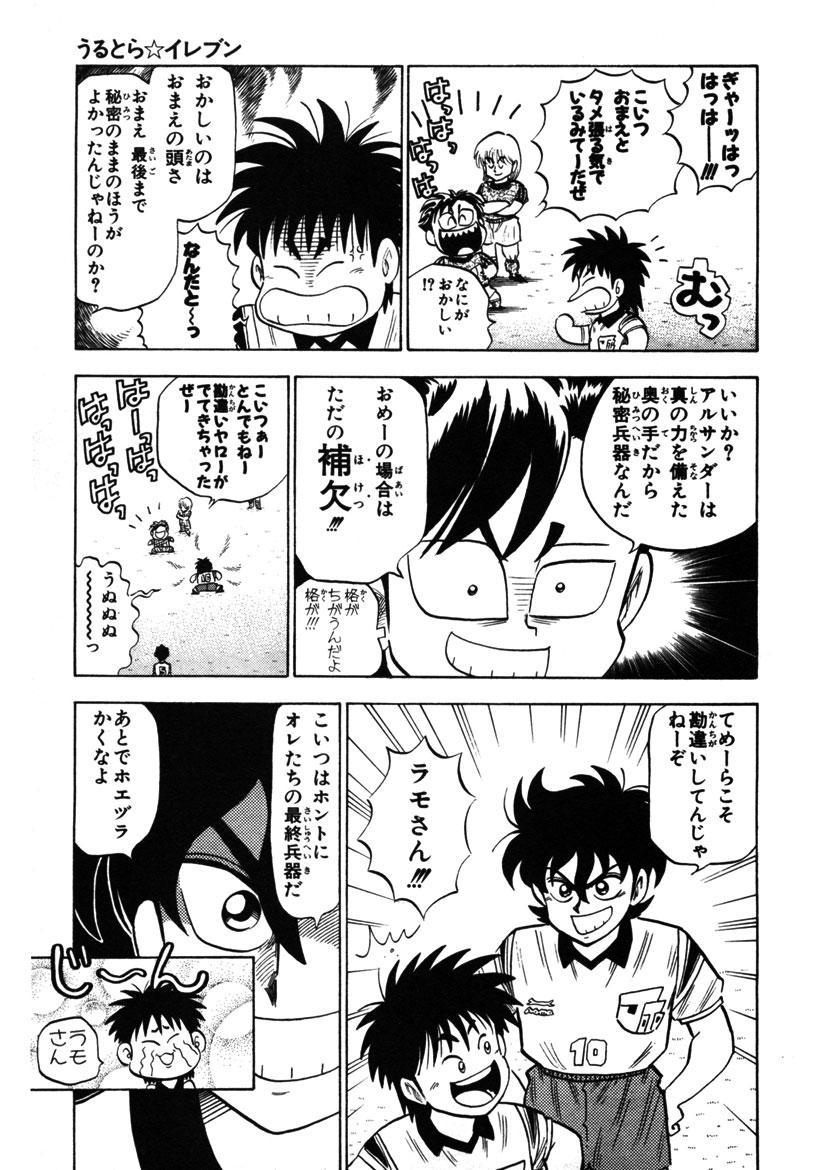 うるとら☆イレブン
ぎゃーッはっ
はっはー!!!
こいつ
おまえと
タメ張る気で
いるみてーだぜ
はっはっ
はっはっはっ
なにが
おかしい
!?
むっ
おかしいのは
おまえの頭さ
おまえ 最後まで
秘密のままのほうが
よかったんじゃねーのか?
なんだと〜っ
いいか?
アルサンダーは
真の力を備えた
奥の手だから
秘密兵器なんだ
おめーの場合は
ただの補欠!!!
格が
ちがうんだよ
格が!!!
こいつぁー
とんでもねー
勘違いヤローが
でてきちゃった
ぜー
はーっはっ
はっはっはっ
うぬぬぬ
〜〜〜〜っ
てめーらこそ
勘違いしてんじゃ
ねーぞ
ラモさん!!!
10
こいつはホントに
オレたちの最終兵器だ
あとでホエヅラ
かくなよ
じーん
ラモ
さん